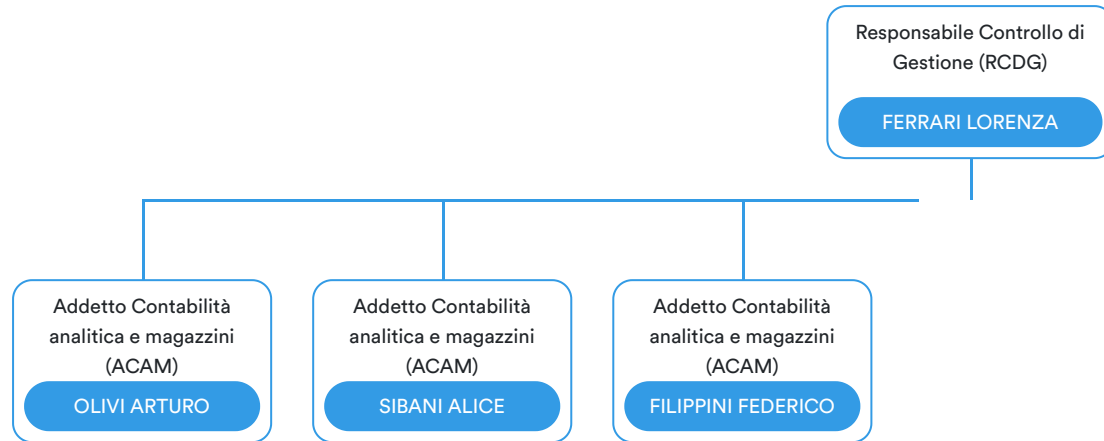 Responsabile Controllo di
Gestione (RCDG)
FERRARI LORENZA
Addetto Contabilità
analitica e magazzini
(ACAM)
OLIVI ARTURO
Addetto Contabilità
analitica e magazzini
(ACAM)
SIBANI ALICE
Addetto Contabilità
analitica e magazzini
(ACAM)
FILIPPINI FEDERICO